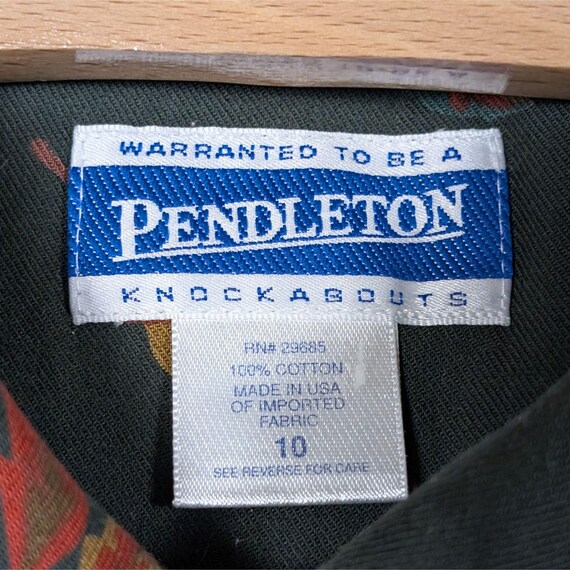 WARRANTED TO BE A
PENDLETON
KNOCKABOUTS
RN# 29685
100% COTTON
MADE IN USA
OF IMPORTED
FABRIC
10
SEE REVERSE FOR CARE